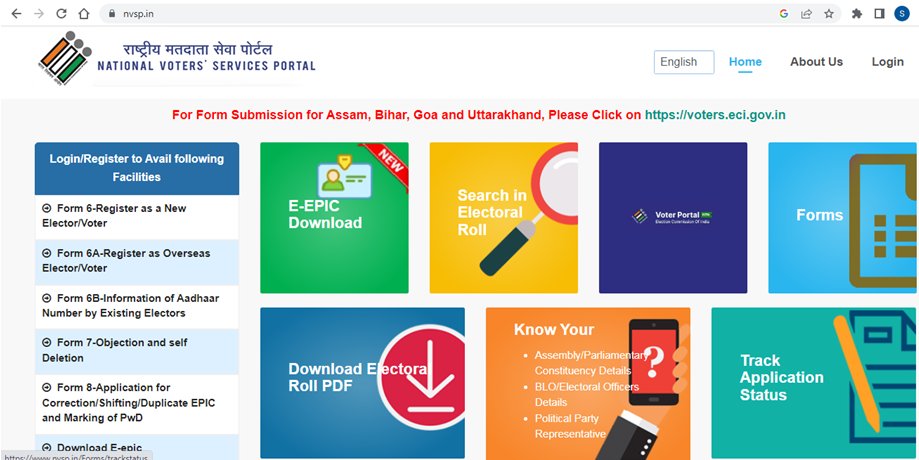 nvsp.in
S
राष्ट्रीय मतदाता सेवा पोर्टल
NATIONAL VOTERS' SERVICES PORTAL
English
Home
About Us
Login
For Form Submission for Assam, Bihar, Goa and Uttarakhand, Please Click on https://voters.eci.gov.in
Login/Register to Avail following
Facilities
Form 6-Register as a New
Elector/Voter
Form 6A-Register as Overseas
Elector/Voter
Form 6B-Information of Aadhaar
Number by Existing Electors
Form 7-Objection and self
Deletion
Form 8-Application for
Correction/Shifting/Duplicate EPIC
and Marking of PwD
Download E-epic
https://www.nvsp.in/Forms/trackstatus
NEW
E-EPIC
Download
Search in
Electoral
Roll
Voter Portal
Election Commission Of India
Forms
Download Electoral
Roll PDF
Know Your
Assembly/Parliamentary
Constituency Details
BLO/Electoral Officers
Details
Political Party
Representative
?
Track
Application
Status